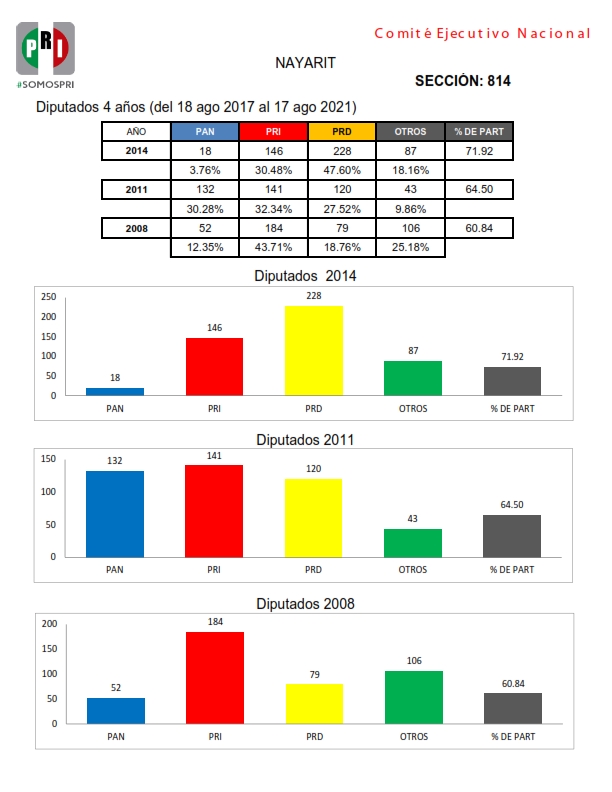 Comité Ejecutivo Nacional
PRI
#SOMOSPRI
NAYARIT
SECCIÓN: 814
Diputados 4 años (del 18 ago 2017 al 17 ago 2021)
AÑO PAN PRI PRD OTROS % DE PART
2014 18 146 228 87 71.92
3.76% 30.48% 47.60% 18.16%
2011 132 141 120 43 64.50
30.28% 32.34% 27.52% 9.86%
2008 52 184 79 106 60.84
12.35% 43.71% 18.76% 25.18%
Diputados 2014
250
200
150
100
50
0
18
146
228
87
71.92
PAN PRI PRD OTROS % DE PART
Diputados 2011
150
100
50
0
132
141
120
43
64.50
PAN PRI PRD OTROS % DE PART
Diputados 2008
200
150
100
50
0
52
184
79
106
60.84
PAN PRI PRD OTROS % DE PART